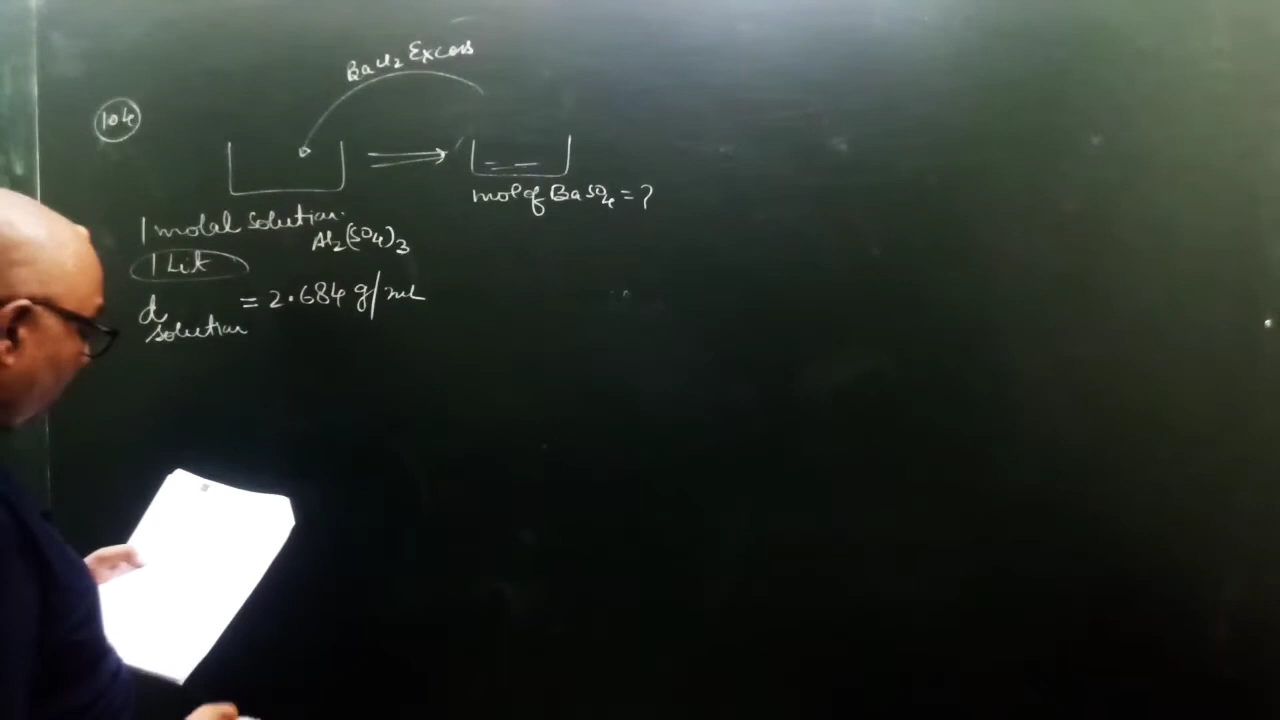 BaCl2 Excess
104
mol of BaSO4 = ?
1 molal solution.
Al2(SO4)3
1 Lit
d solution = 2.684 g/ml